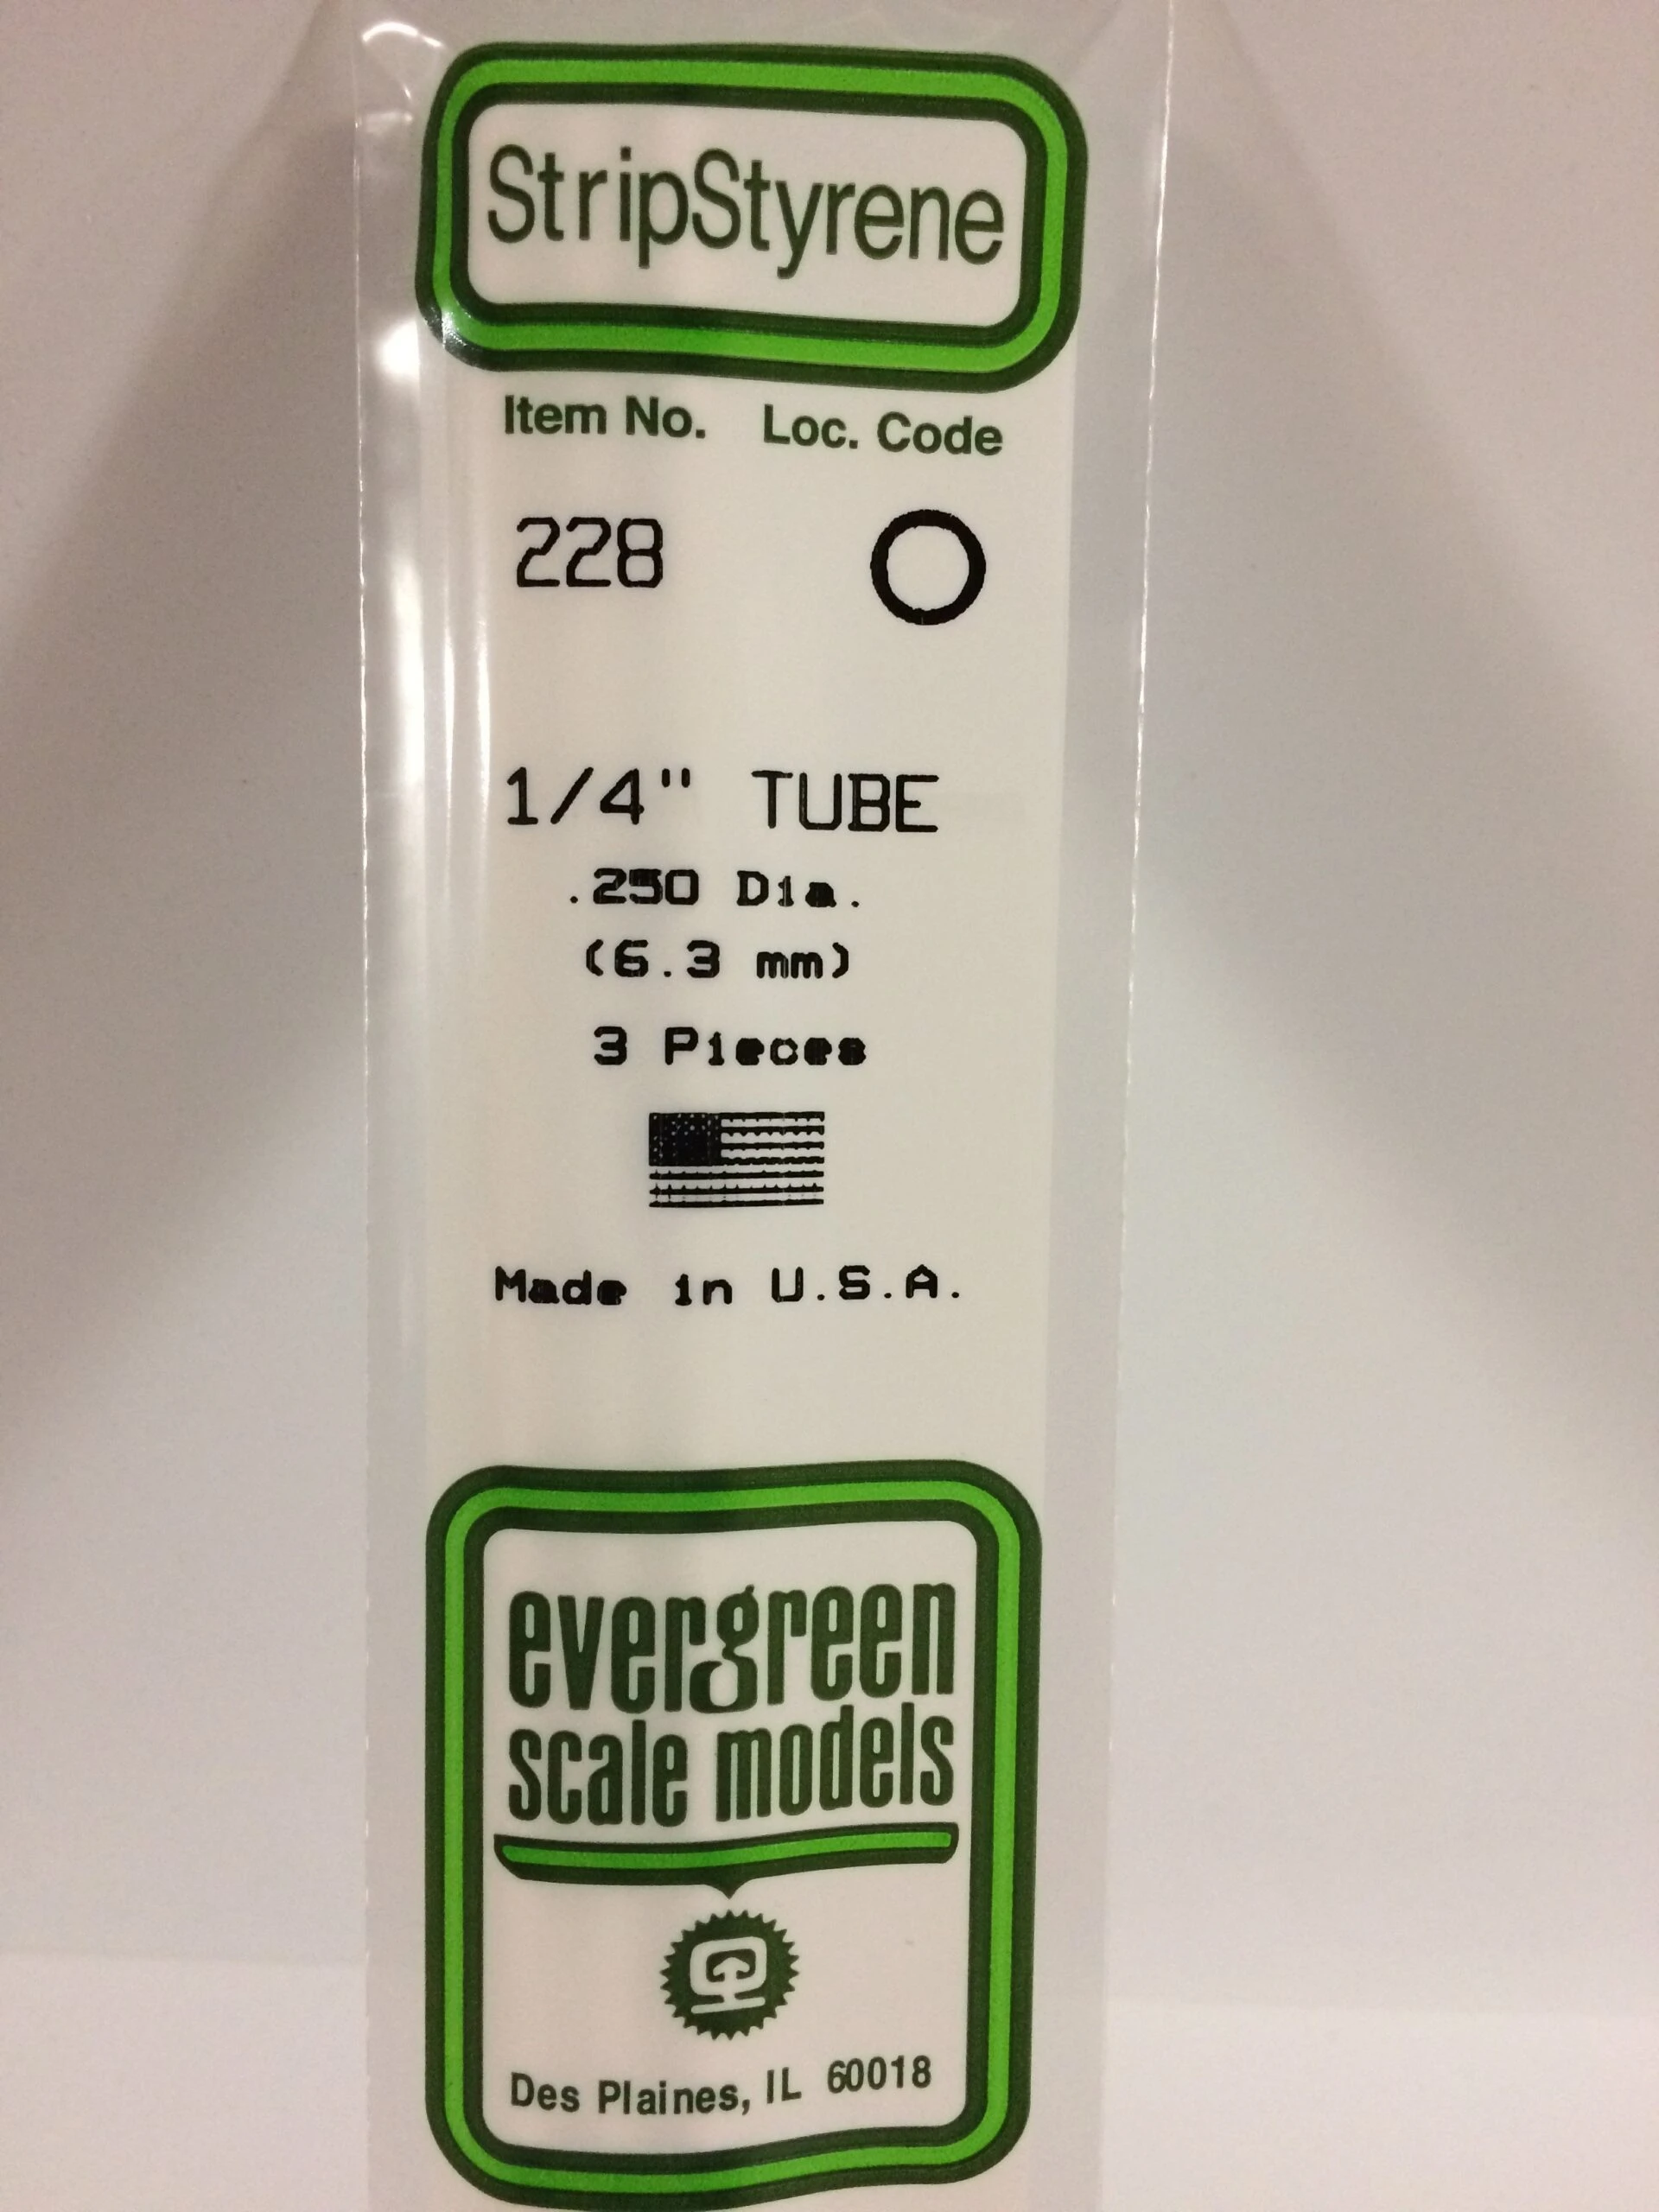 StripStyrene
Item No. Loc. Code
228
1/4" TUBE
.250 Dia.
(6.3 mm)
3 Pieces
Made in U.S.A.
evergreen
scale models
Des Plaines, IL 60018